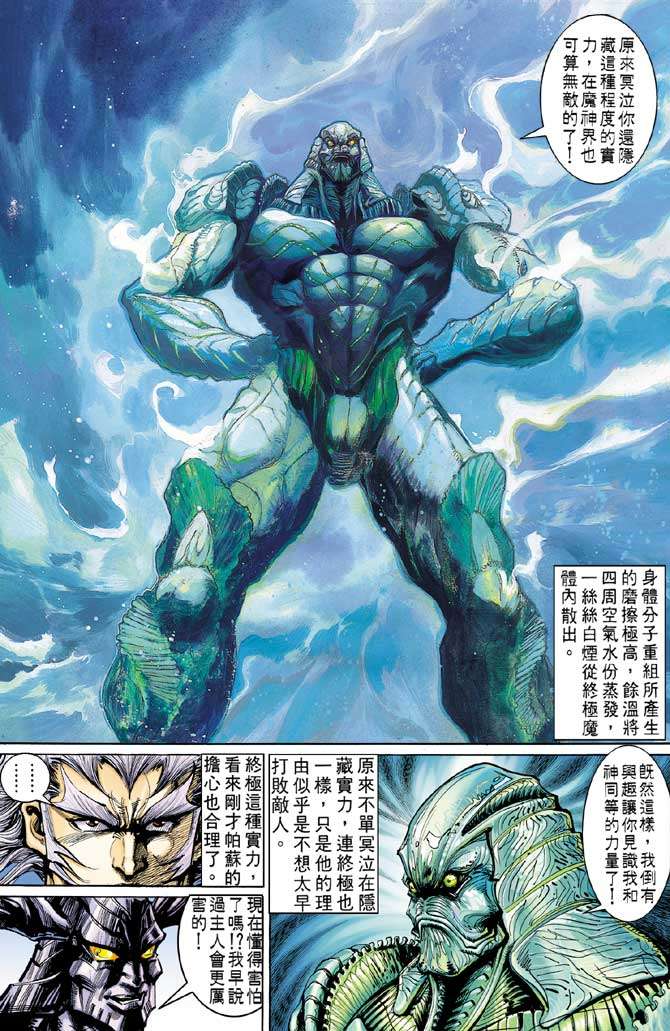 原來冥泣你還隱
藏這種程度的實
力，在魔神界也
可算無敵的了！
身體分子重組所產生
的磨擦極高，餘溫將
四周空氣水份蒸發，
一絲絲白煙從終極魔
體內散出。
既然這樣，我倒有
興趣讓你見識我和
神同等的力量了！
原來不單冥泣在隱
藏實力，連終極也
一樣，只是他的理
由似乎是不想太早
打敗敵人。
終極這種實力，
看來剛才帕蘇的
擔心也合理了。
⋯⋯
現在懂得害怕
了嗎!?我早說
過主人會更厲
害的！